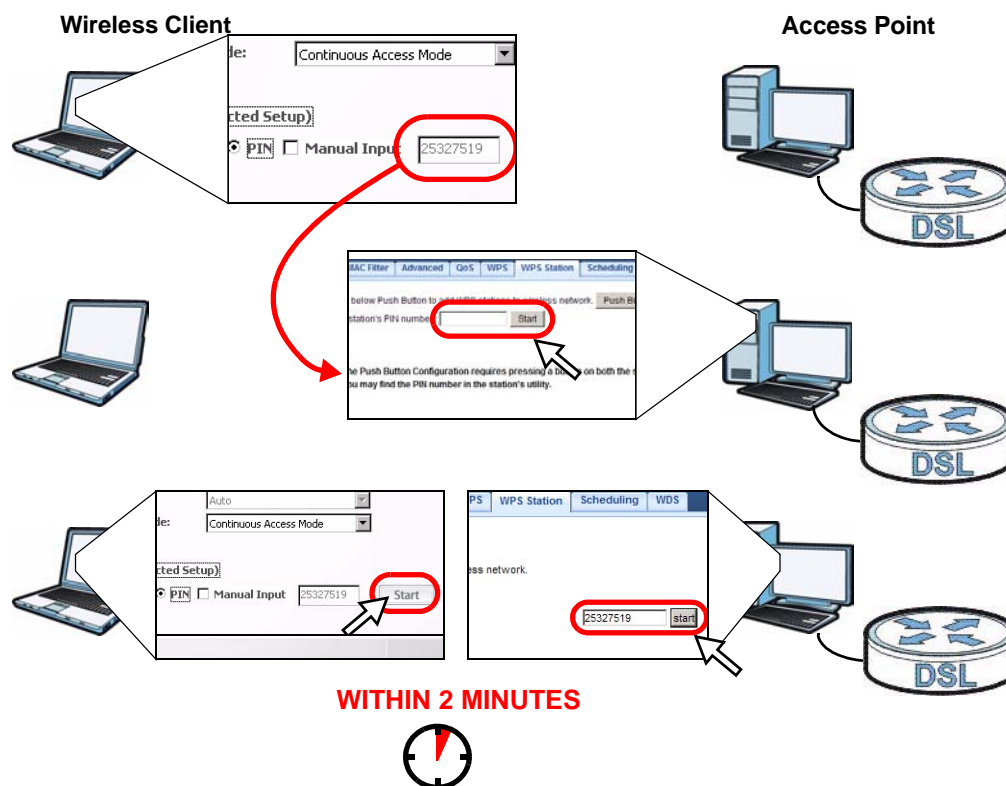 Wireless Client
Access Point
de:
Continuous Access Mode
cted Setup)
PIN Manual Input 25327519
DSL
MAC Filter Advanced QoS WPS WPS Station Scheduling
below Push Button to add WPS stations to wireless network. Push B
station's PIN number Start
he Push Button Configuration requires pressing a button on both the s
ou may find the PIN number in the station's utility.
DSL
Auto
de:
Continuous Access Mode
cted Setup)
PIN Manual Input 25327519 Start
PS WPS Station Scheduling WDS
ess network.
25327519 start
DSL
WITHIN 2 MINUTES